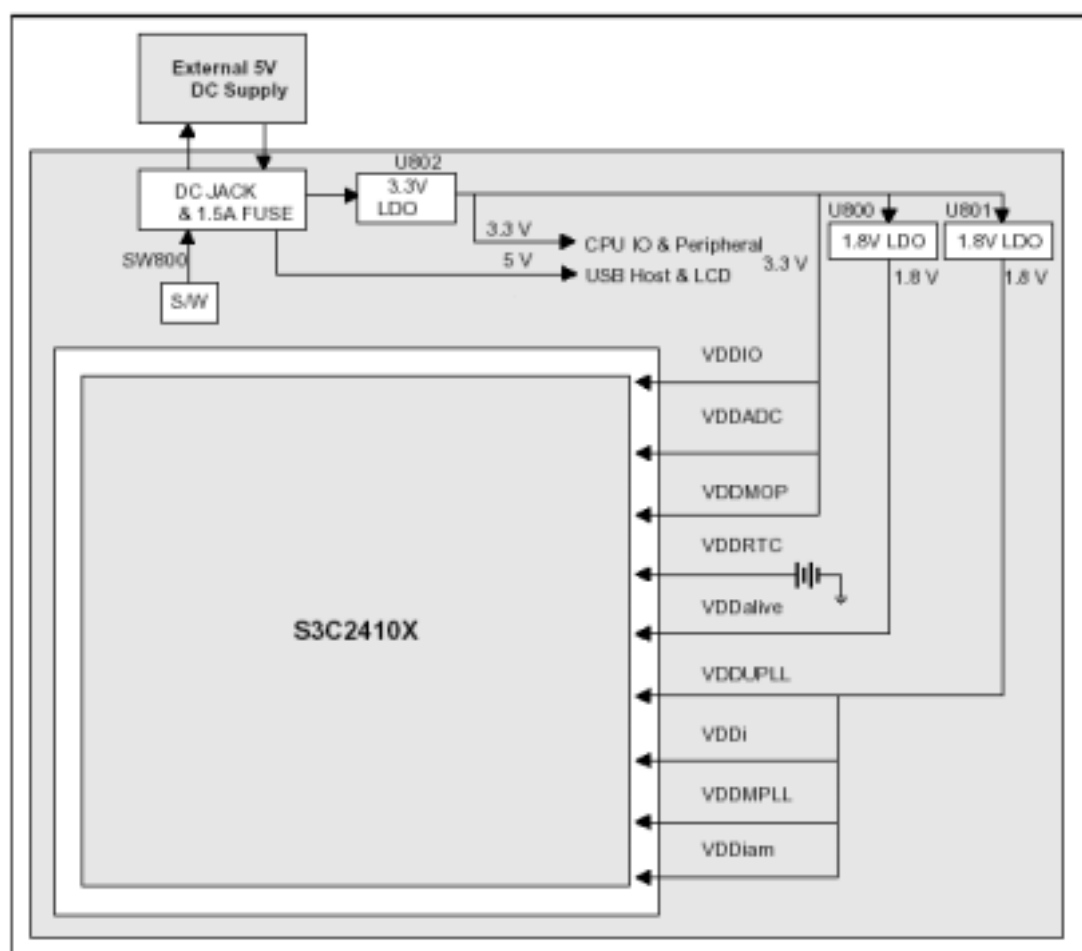 External 5V
DC Supply
U802
DC JACK
& 1.5A FUSE
3.3V
LDO
U800
U801
3.3 V
CPU IO & Peripheral
1.8V LDO
1.8V LDO
SW800
5 V
USB Host & LCD
3.3 V
1.8 V
1.8 V
S/W
VDDIO
VDDADC
VDDMOP
VDDRTC
VDDalive
S3C2410X
VDDUPLL
VDDi
VDDMPLL
VDDiam